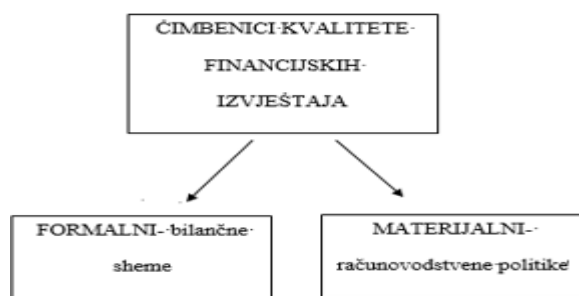 ČIMBENICI·KVALITETE·
FINANCIJSKIH·
IZVJEŠTAJA
FORMALNI-·bilančne·
sheme
MATERIJALNI-·
računovodstvene·politike